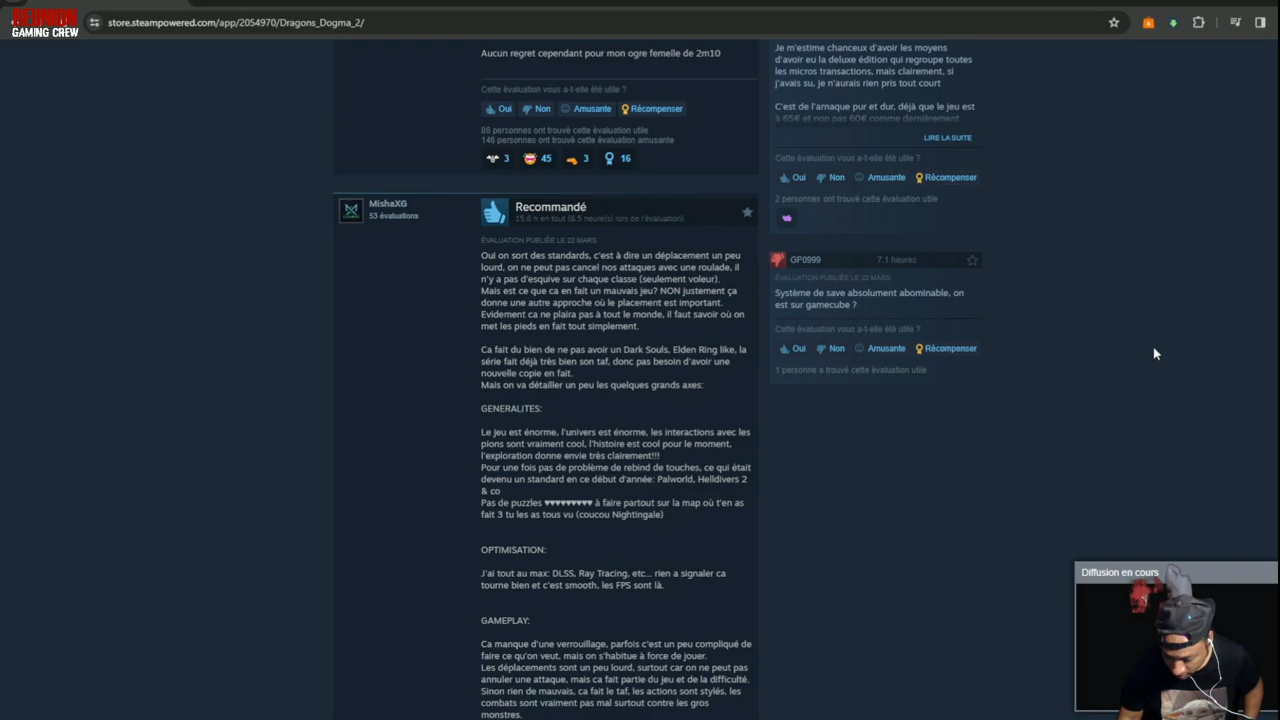 REUNION
GAMING CREW
store.steampowered.com/app/2054970/Dragons_Dogma_2/
Aucun regret cependant pour mon ogre femelle de 2m10
Cette évaluation vous a-t-elle été utile ?
Oui
Non
Amusante
Récompenser
86 personnes ont trouvé cette évaluation utile
146 personnes ont trouvé cette évaluation amusante
3
45
3
16
MishaXG
53 évaluations
Recommandé
15.6 h en tout (6.5 heure(s) lors de l'évaluation)
ÉVALUATION PUBLIÉE LE 22 MARS
Oui on sort des standards, c'est à dire un déplacement un peu
lourd, on ne peut pas cancel nos attaques avec une roulade, il
n'y a pas d'esquive sur chaque classe (seulement voleur).
Mais est ce que ca en fait un mauvais jeu? NON justement ça
donne une autre approche où le placement est important.
Evidement ca ne plaira pas à tout le monde, il faut savoir où on
met les pieds en fait tout simplement.
Ca fait du bien de ne pas avoir un Dark Souls, Elden Ring like, la
série fait déjà très bien son taf, donc pas besoin d'avoir une
nouvelle copie en fait.
Mais on va détailler un peu les quelques grands axes:
GENERALITES:
Le jeu est énorme, l'univers est énorme, les interactions avec les
pions sont vraiment cool, l'histoire est cool pour le moment,
l'exploration donne envie très clairement!!!
Pour une fois pas de problème de rebind de touches, ce qui était
devenu un standard en ce début d'année: Palworld, Helldivers 2
& co
Pas de puzzles ♥♥♥♥♥♥♥♥♥ à faire partout sur la map où t'en as
fait 3 tu les as tous vu (coucou Nightingale)
OPTIMISATION:
J'ai tout au max: DLSS, Ray Tracing, etc... rien a signaler ca
tourne bien et c'est smooth, les FPS sont là.
GAMEPLAY:
Ca manque d'une verrouillage, parfois c'est un peu compliqué de
faire ce qu'on veut, mais on s'habitue à force de jouer.
Les déplacements sont un peu lourd, surtout car on ne peut pas
annuler une attaque, mais ca fait partie du jeu et de la difficulté.
Sinon rien de mauvais, ca fait le taf, les actions sont stylés, les
combats sont vraiment pas mal surtout contre les gros
monstres.
Je m'estime chanceux d'avoir les moyens
d'avoir eu la deluxe édition qui regroupe toutes
les micros transactions, mais clairement, si
j'avais su, je n'aurais rien pris tout court
C'est de l'arnaque pur et dur, déjà que le jeu est
à 65€ et non pas 60€ comme dernièrement
LIRE LA SUITE
Cette évaluation vous a-t-elle été utile ?
Oui
Non
Amusante
Récompenser
2 personnes ont trouvé cette évaluation utile
GP0999
7.1 heures
ÉVALUATION PUBLIÉE LE 22 MARS
Système de save absolument abominable, on
est sur gamecube ?
Cette évaluation vous a-t-elle été utile ?
Oui
Non
Amusante
Récompenser
1 personne a trouvé cette évaluation utile
Diffusion en cours